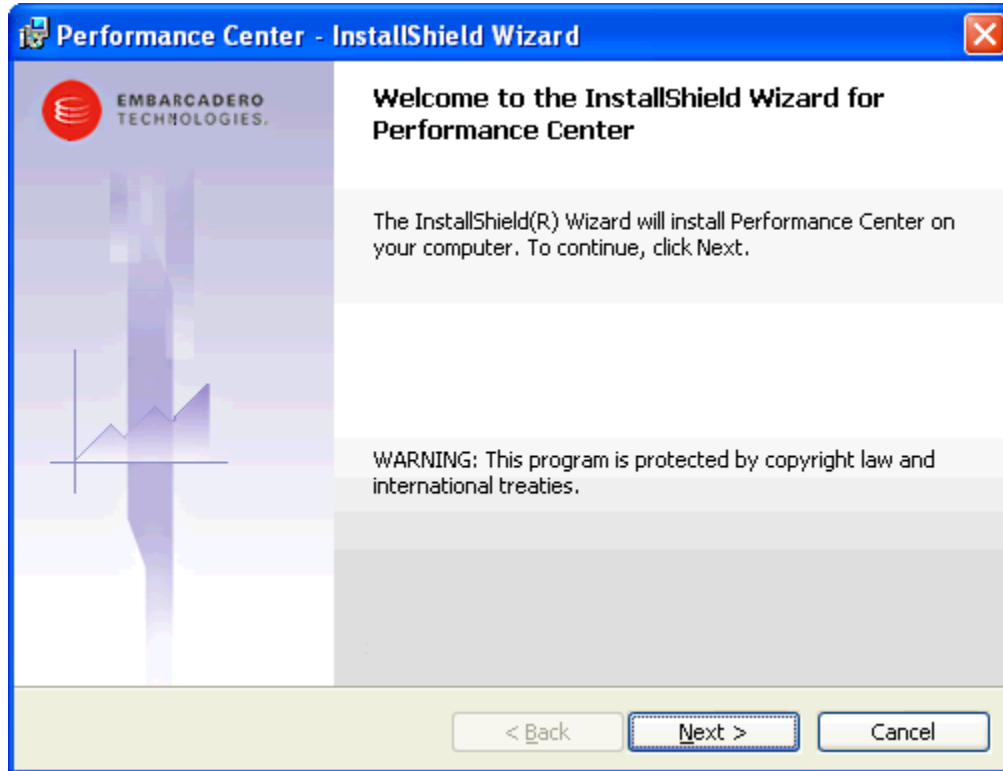 Performance Center - InstallShield Wizard
EMBARCADERO
TECHNOLOGIES.
Welcome to the InstallShield Wizard for
Performance Center
The InstallShield(R) Wizard will install Performance Center on
your computer. To continue, click Next.
WARNING: This program is protected by copyright law and
international treaties.
< Back
Next >
Cancel